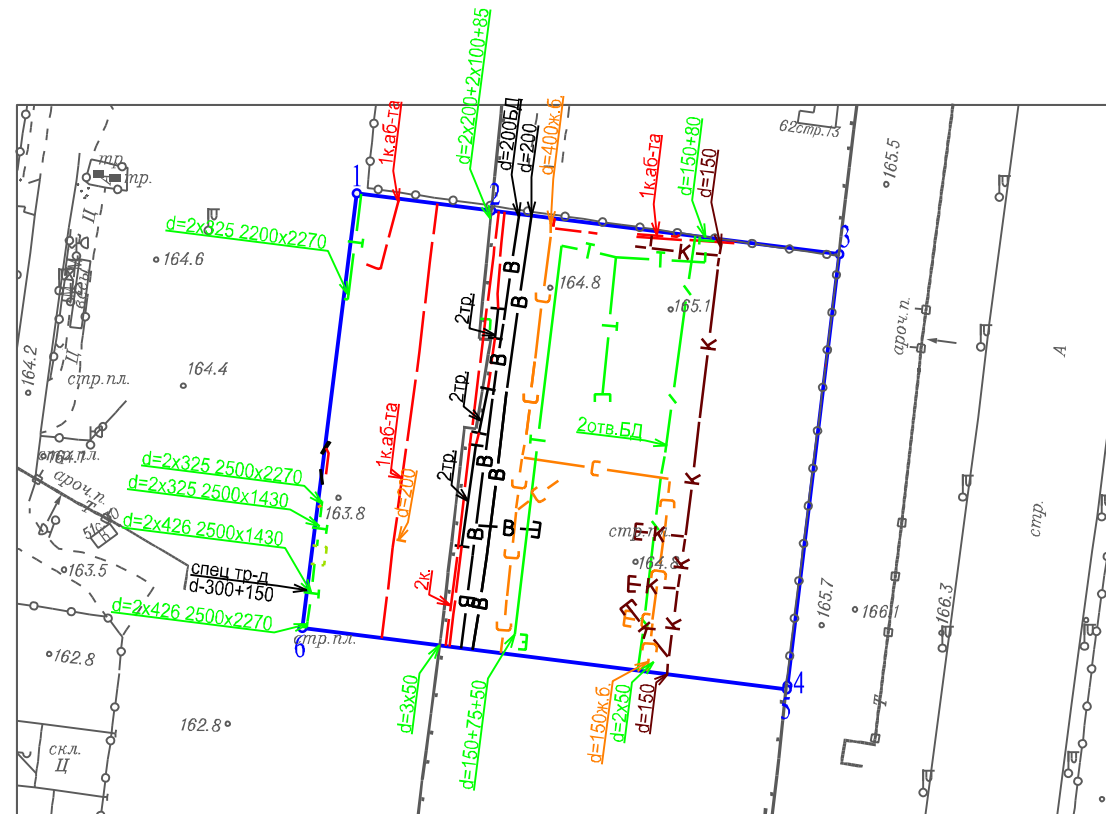 1к.аб-та
d=2x200+2x100+85
d=200БД
d=200
d=400ж.б.
1к.аб-та
d=150+80
d=150
62стр.13
165.5
тр.
тр.
Ц
1
2
3
d=2x325 2200x2270
164.6
164.8
165.1
2тр.
В
В
В
К
К
Т
ароч.п.
А
164.2
Ц
стр.пл.
164.4
2тр.
1к.аб-та
2отв.БД
2тр.
d=200
ароч.п.
Т
d=2x325 2500x2270
d=2x325 2500x1430
163.8
d=2x426 2500x1430
163.5
спец тр-д
d-300+150
d=2x426 2500x2270
стр.пл.
6
2к.
В
В
В
К
К
К
164.8
стр.
165.7
166.1
166.3
162.8
162.8
скл.
Ц
4
5
Т
d=3x50
d=150+75+50
d=150ж.б.
d=2x50
d=150